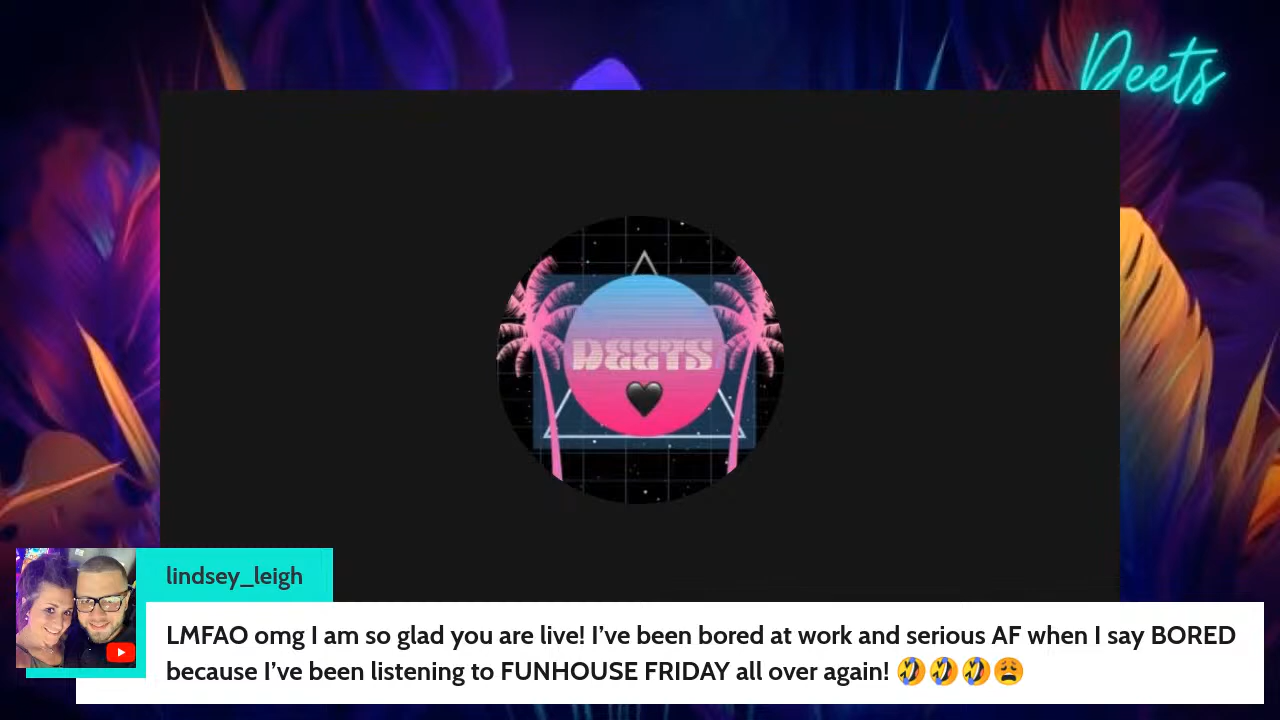 Deets
DEETS
lindsey_leigh
LMFAO omg I am so glad you are live! I’ve been bored at work and serious AF when I say BORED
because I’ve been listening to FUNHOUSE FRIDAY all over again! 🤣🤣🤣😩